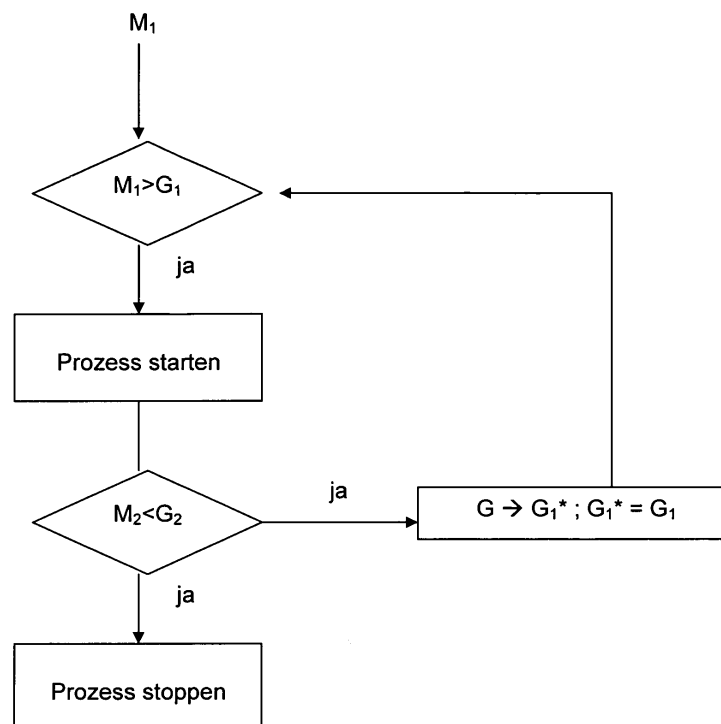 M₁
M₁>G₁
ja
Prozess starten
M₂<G₂
ja
G → G₁* ; G₁* = G₁
ja
Prozess stoppen